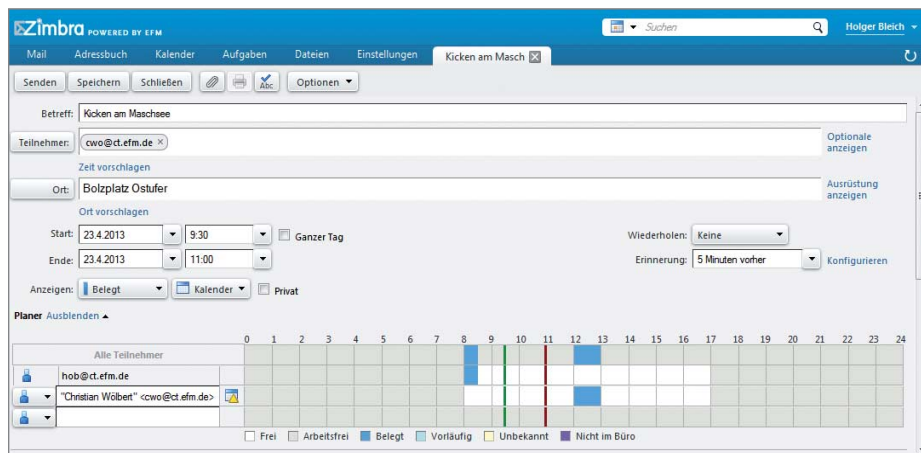 Zimbra POWERED BY EFM Suchen Holger Bleich
Mail Adressbuch Kalender Aufgaben Dateien Einstellungen Kicken am Masch
Senden Speichern Schließen Abc Optionen
Betreff: Kicken am Maschsee
Teilnehmer: cwo@ct.efm.de × Optionale anzeigen
Zeit vorschlagen
Ort: Bolzplatz Ostufer Ausrüstung anzeigen
Ort vorschlagen
Start: 23.4.2013 9:30 Ganzer Tag Wiederholen: Keine
Ende: 23.4.2013 11:00 Erinnerung: 5 Minuten vorher Konfigurieren
Anzeigen: Belegt Kalender Privat
Planer Ausblenden
0 1 2 3 4 5 6 7 8 9 10 11 12 13 14 15 16 17 18 19 20 21 22 23 24
Alle Teilnehmer
hob@ct.efm.de
"Christian Wölbert" <cwo@ct.efm.de>
Frei Arbeitsfrei Belegt Vorläufig Unbekannt Nicht im Büro